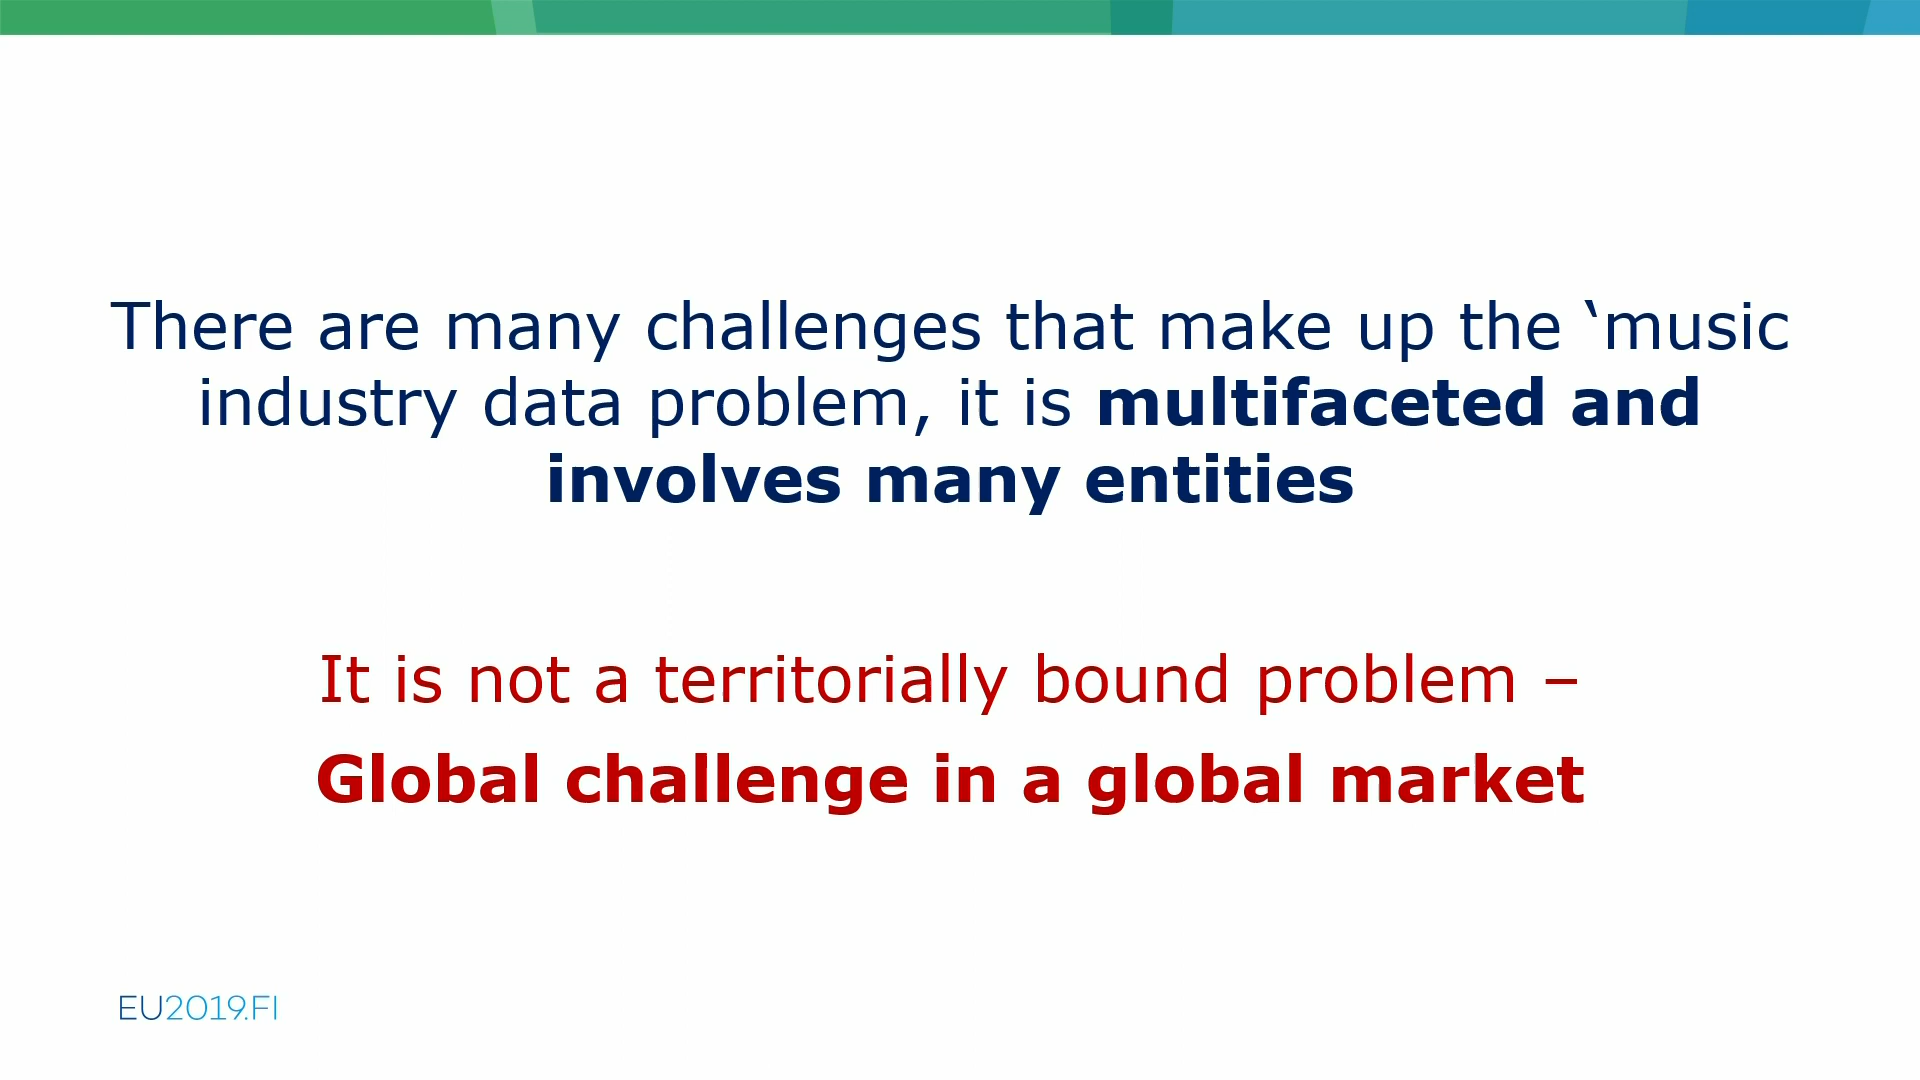 There are many challenges that make up the ‘music
industry data problem, it is multifaceted and
involves many entities
It is not a territorially bound problem –
Global challenge in a global market
EU2019.FI